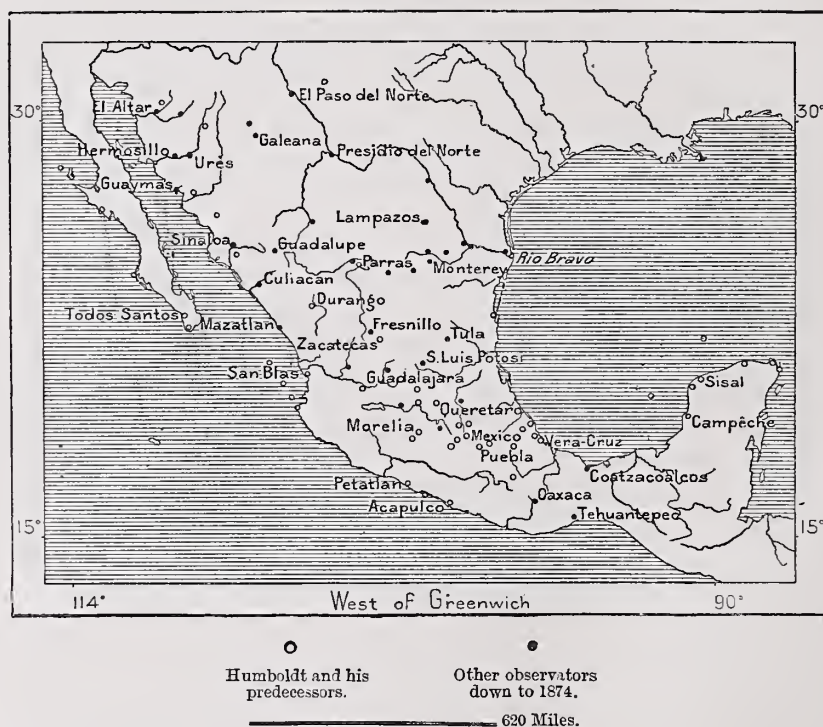 El Paso del Norte
30°
30°
El Altar
Galeana
Hermosillo
Ures
Presidio del Norte
Guaymas
Lampazos
Sinaloa
Guadalupe
Rio Bravo
Parras
Monterey
Culiacan
Durango
Todos Santos
Mazatlan
Fresnillo
Tula
Zacatecas
S. Luis Potosi
San Blas
Guadalajara
Sisal
Queretaro
Campêche
Morelia
Mexico
Vera-Cruz
Puebla
Petatlan
Coatzacoalcos
Acapulco
Oaxaca
15°
Tehuantepec
15°
114°
West of Greenwich
90°
Humboldt and his
predecessors.
Other observators
down to 1874.
620 Miles.